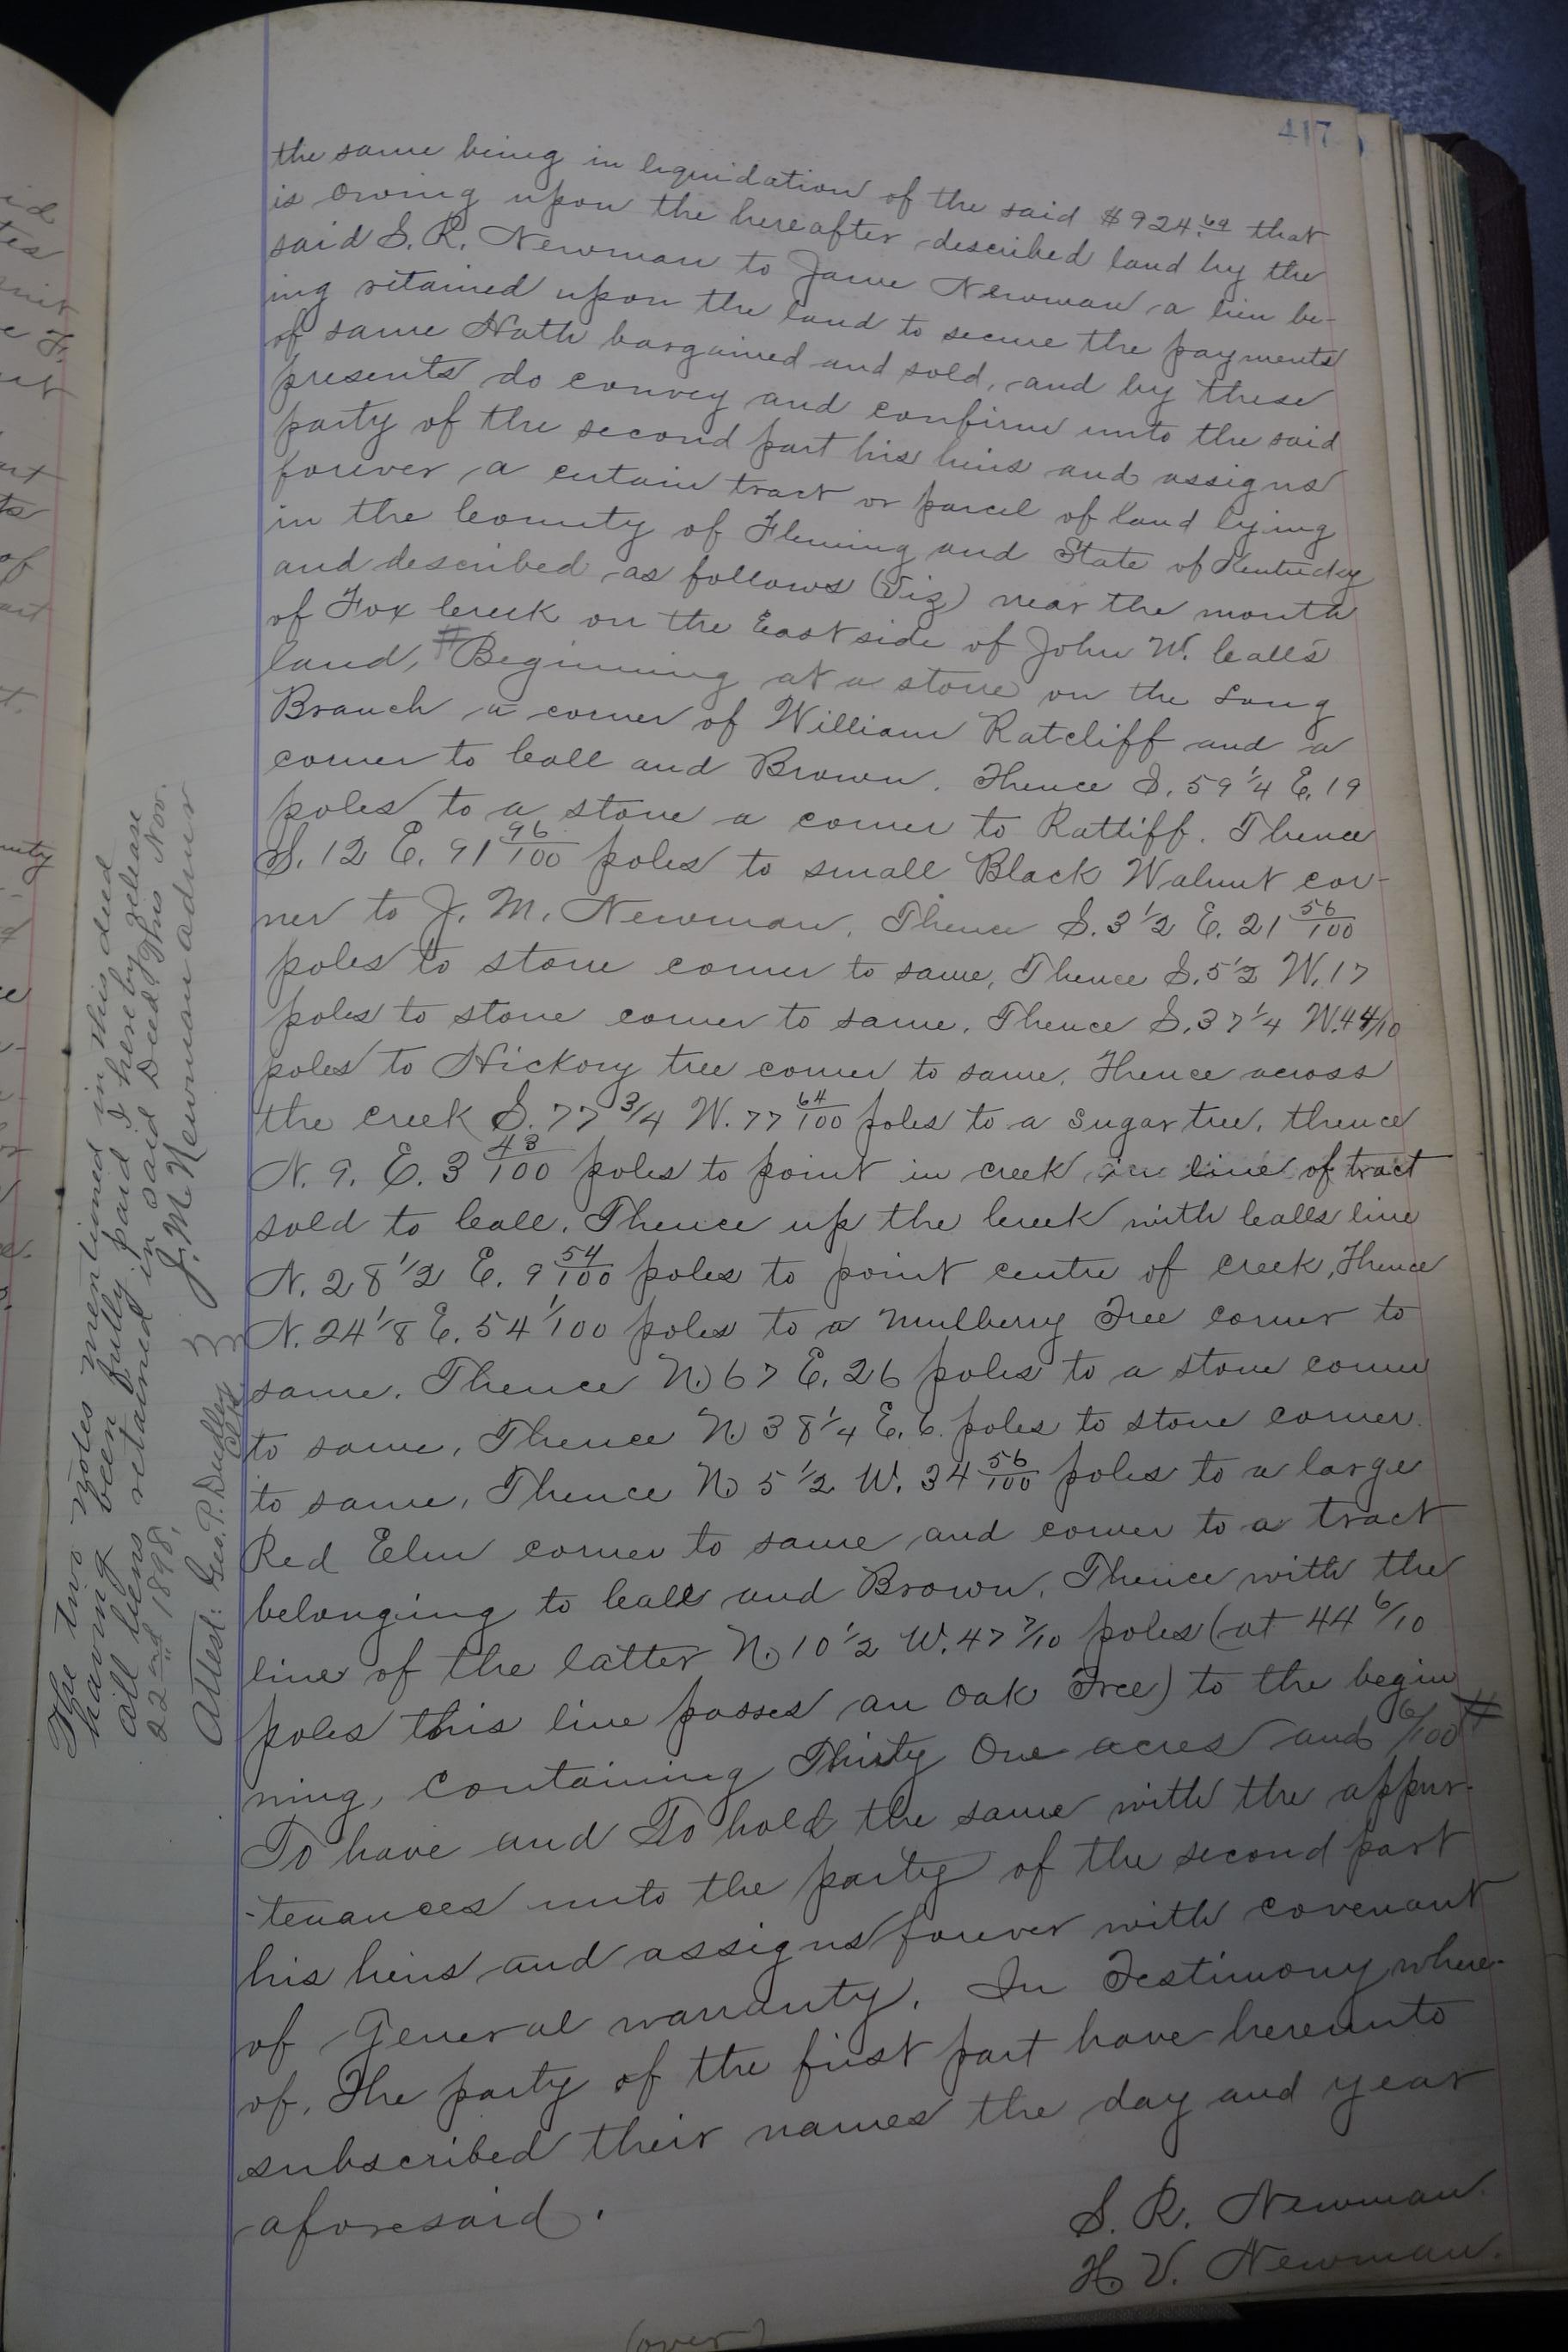 417
the same being in liquidation of the said $924.64 that
is owing upon the hereafter described land by the
said S. R. Newman to Jane Newman a lien be-
ing retained upon the land to secure the payments
of same Hath bargained and sold, and by these
presents do convey and confirm unto the said
party of the second part his heirs and assigns
forever a certain tract or parcel of land lying
in the County of Fleming and State of Kentucky
and described as follows (Viz) near the mouth
of Fox Creek on the East side of John W. Calls
land, # Beginning at a stone on the Long
Branch a corner of William Ratcliff and a
corner to Call and Brown. Thence S. 59 1/4 E. 19
poles to a stone a corner to Ratliff. Thence
S. 12 E. 91 96/100 poles to small Black Walnut cor-
ner to J. M. Newman. Thence S. 3 1/2 E. 21 56/100
poles to stone corner to same, Thence S. 5 1/2 W. 17
poles to stone corner to same. Thence S. 37 1/4 W. 4 4/10
poles to Hickory tree corner to same. Thence across
the creek S. 77 3/4 W. 77 64/100 poles to a Sugar tree, thence
N. 9. E. 3 43/100 poles to point in creek in line of tract
sold to Call. Thence up the Creek with Calls line
N. 28 1/2 E. 9 54/100 poles to point centre of creek, Thence
N. 24 1/8 E. 54 1/100 poles to a Mulberry Tree corner to
same. Thence N. 67 E. 26 poles to a stone corner
to same, Thence N 38 1/4 E. 6. poles to stone corner
to same, Thence N 5 1/2 W. 34 56/100 poles to a large
Red Elm corner to same and corner to a tract
belonging to Call and Brown. Thence with the
line of the latter N. 10 1/2 W. 47 7/10 poles (at 44 6/10
poles this line passes an Oak Tree) to the begin
ning, containing Thirty One acres and 6/100 #
To have and To hold the same with the appur-
-tenances unto the party of the second part
his heirs and assigns forever with covenant
of General warranty. In Testimony where-
of, The party of the first part have hereunto
subscribed their names the day and year
aforesaid.
S. R. Newman.
H. V. Newman.
(over)
The two notes mentioned in this deed
having been fully paid I hereby release
all liens retained in said Deed, This Nov.
22nd 1898.
J. M. Newman admr
Attest: Geo. P. Dudley
Clk